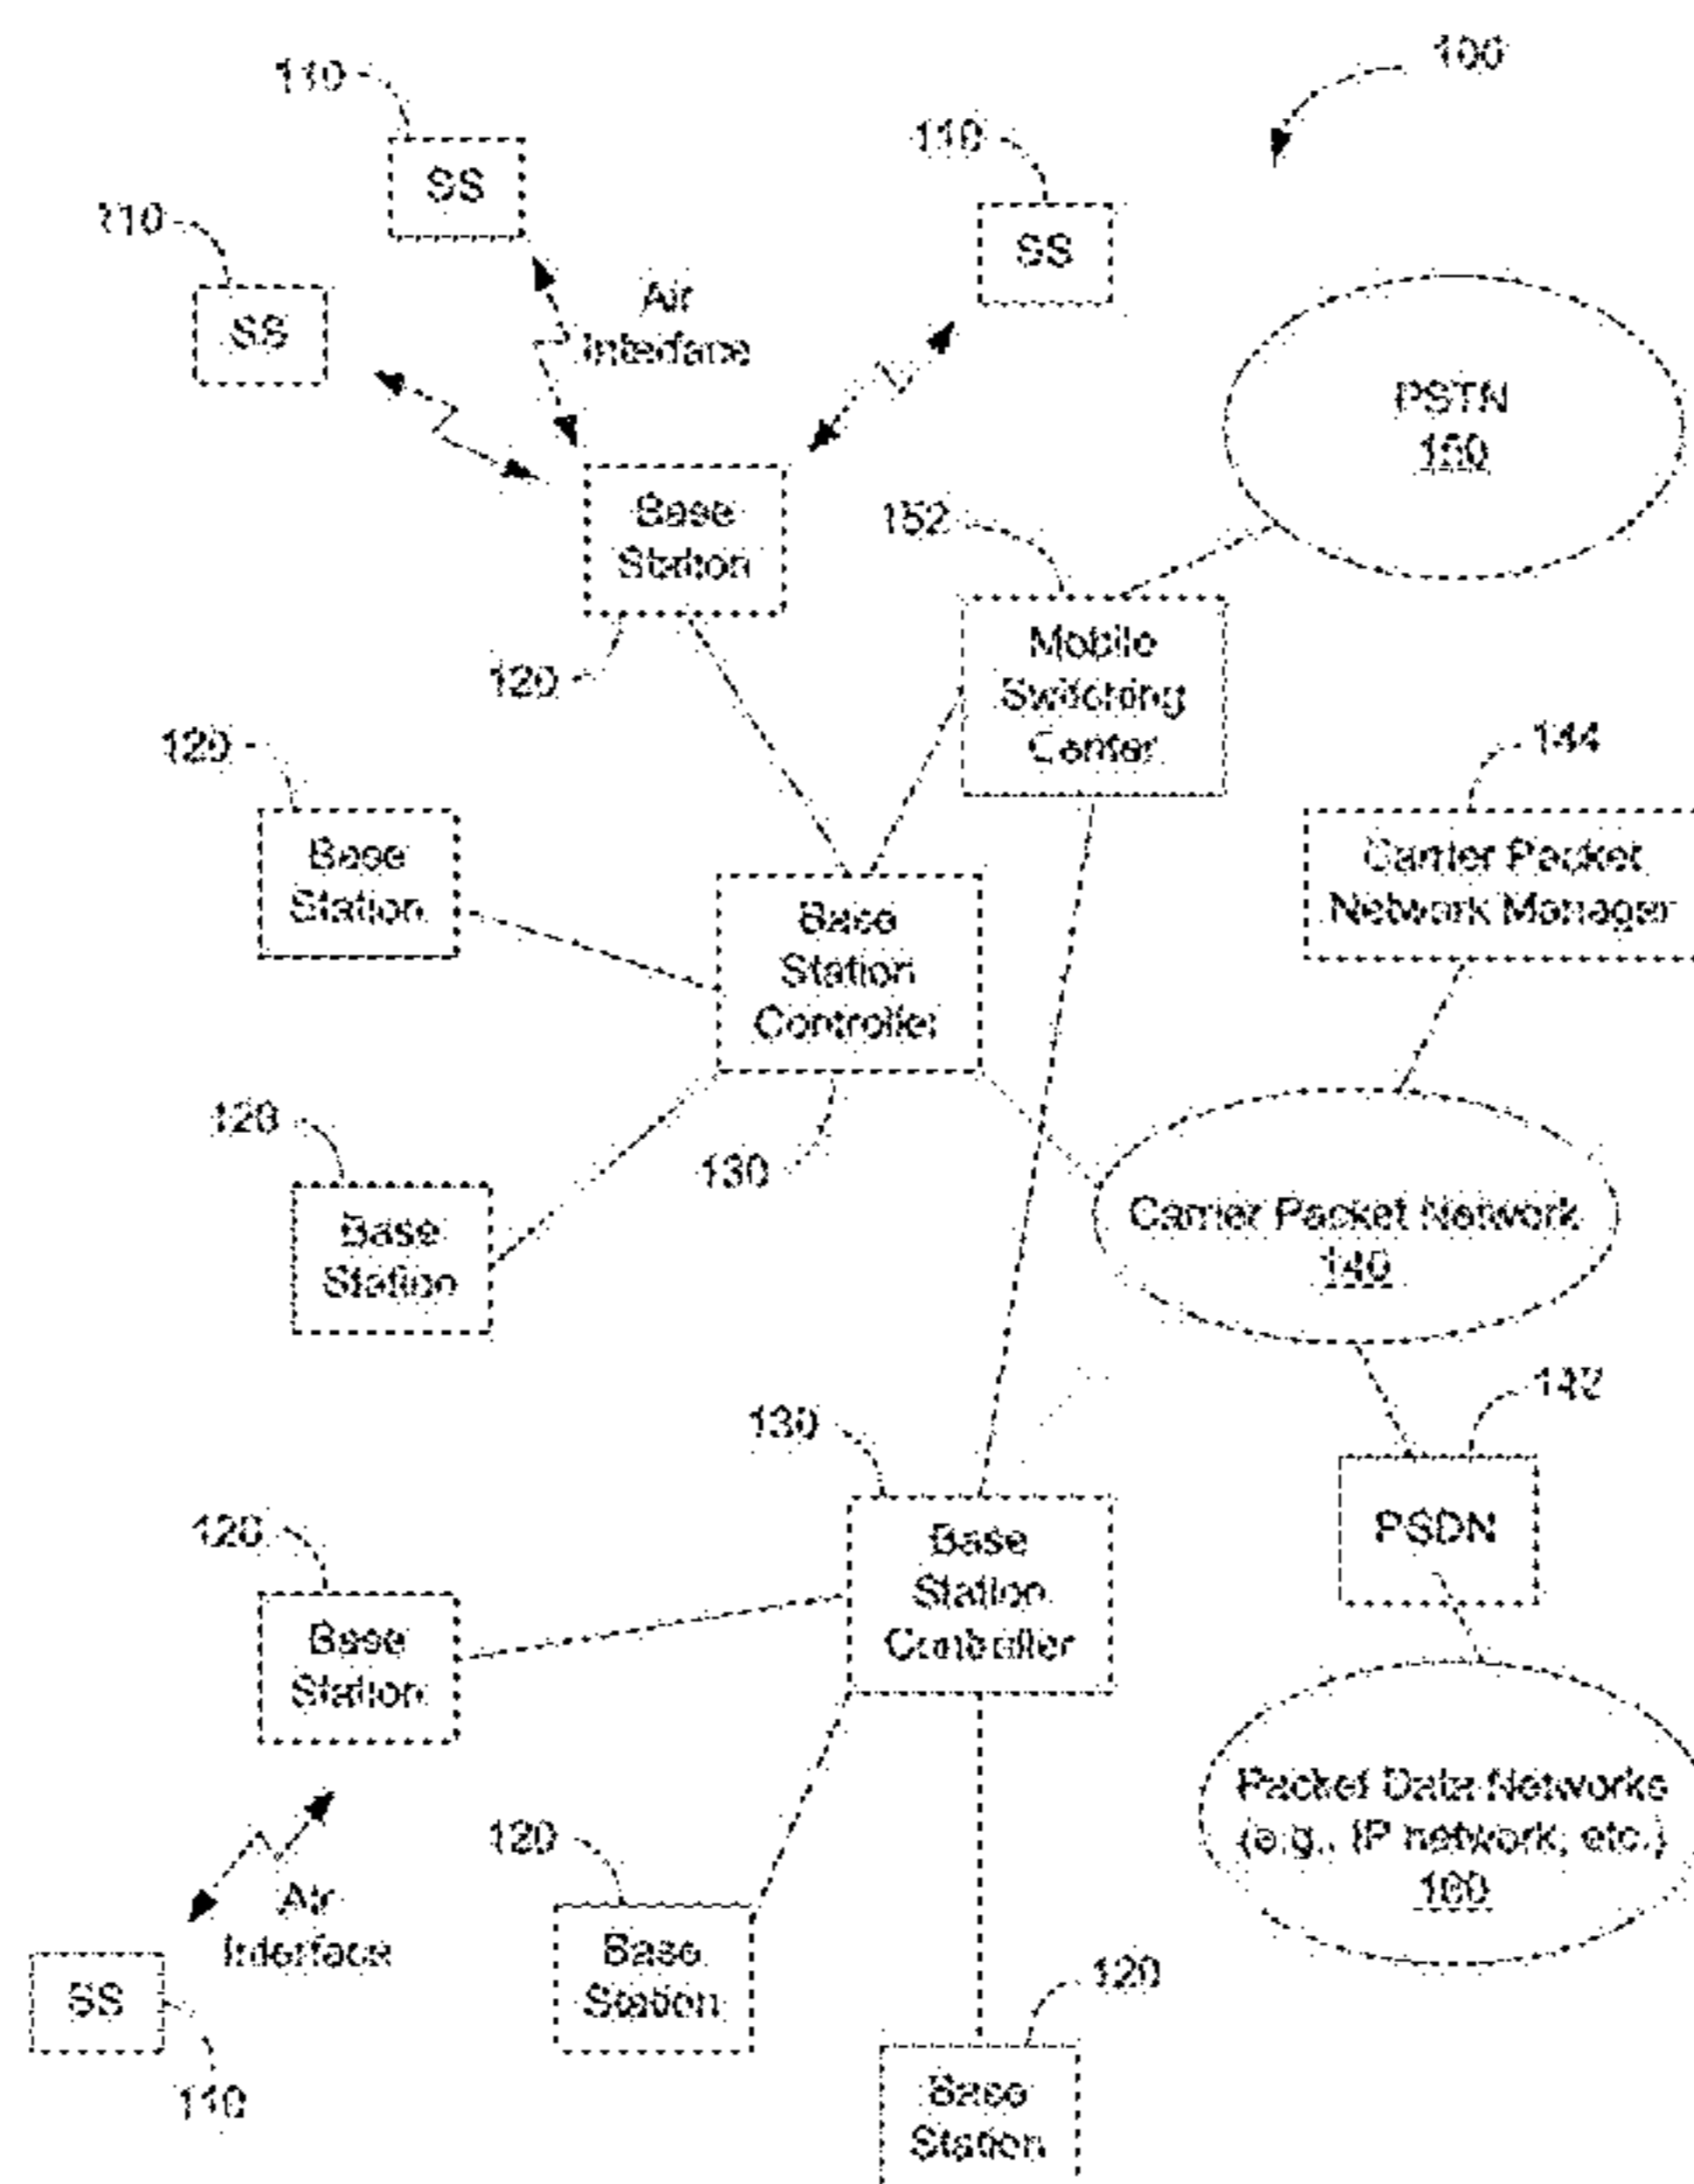 100
110
SS
110
SS
110
SS
Air
Interface
PSTN
150
Base
Station
120
152
Mobile
Switching
Center
144
Carrier Packet
Network Manager
120
Base
Station
Base
Station
Controller
130
120
Base
Station
Carrier Packet Network
140
142
PSDN
130
Base
Station
Controller
120
Base
Station
Packet Data Networks
(e.g., IP network, etc.)
160
Air
Interface
SS
110
120
Base
Station
120
Base
Station